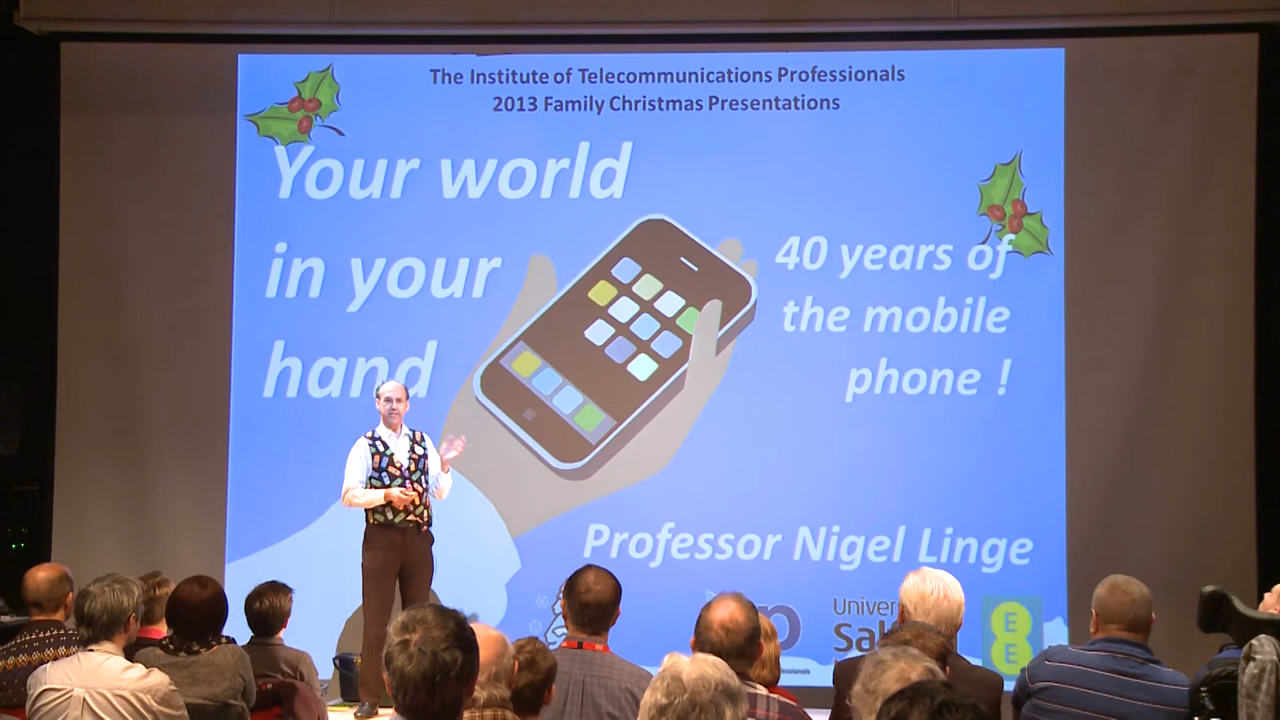 The Institute of Telecommunications Professionals
2013 Family Christmas Presentations
Your world
in your
hand
40 years of
the mobile
phone !
Professor Nigel Linge
EE